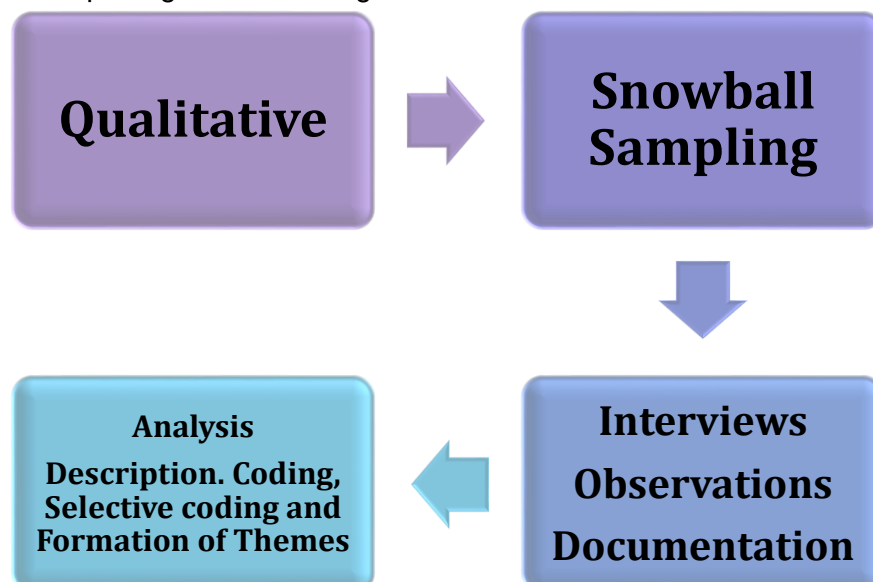 Qualitative
Snowball
Sampling
Interviews
Observations
Documentation
Analysis
Description. Coding,
Selective coding and
Formation of Themes